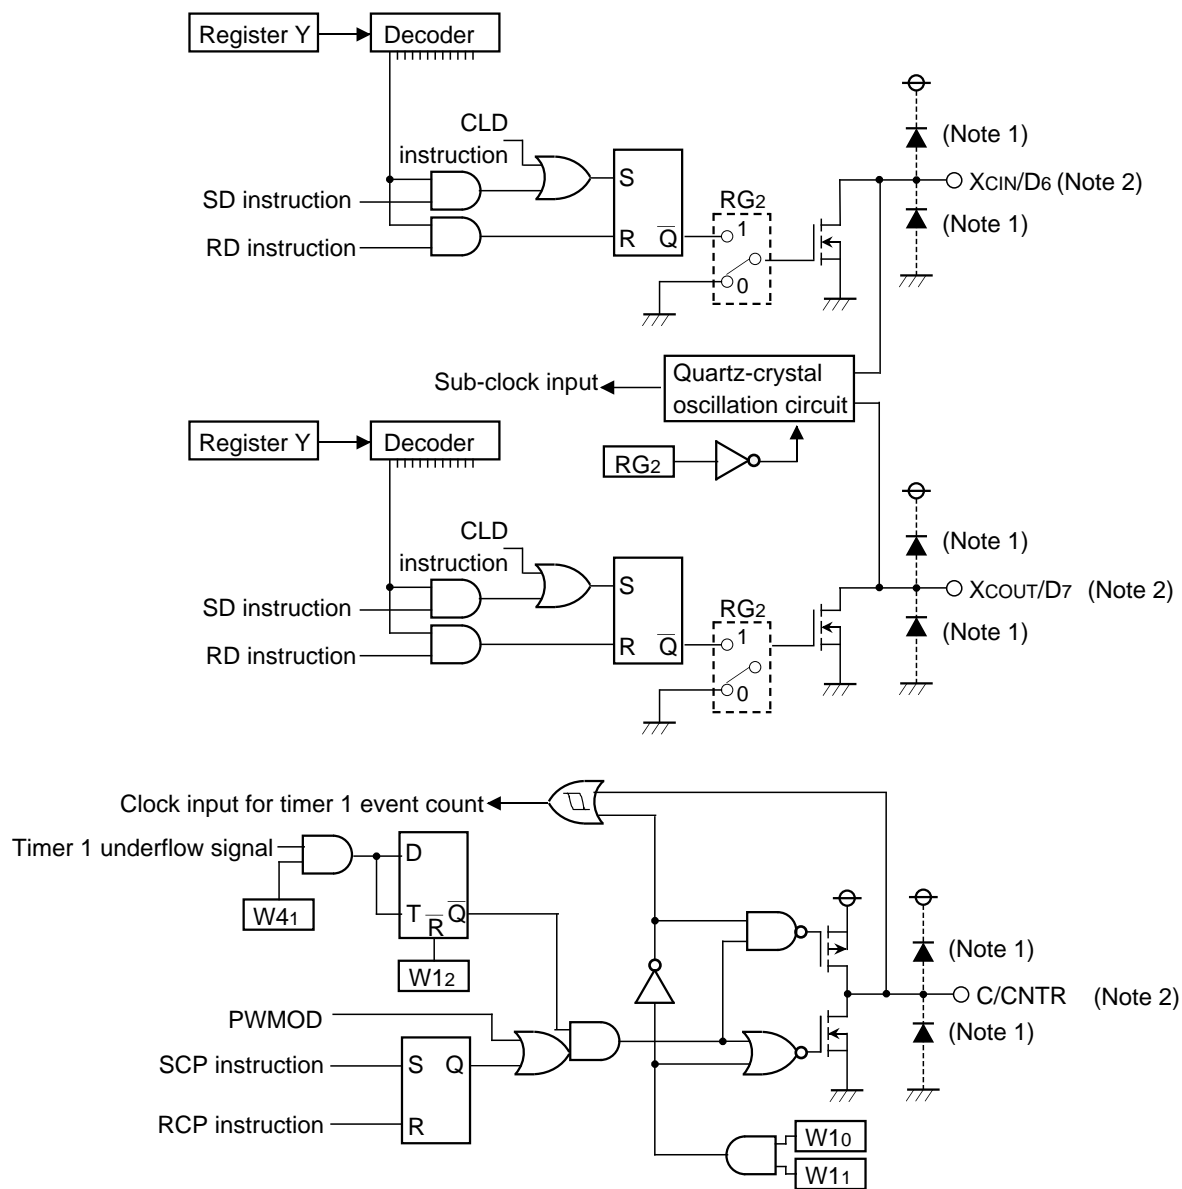 Register Y
Decoder
CLD
instruction
SD instruction
RD instruction
S
R
Q
RG2
1
0
(Note 1)
XCIN/D6 (Note 2)
(Note 1)
Sub-clock input
Quartz-crystal
oscillation circuit
RG2
Register Y
Decoder
CLD
instruction
SD instruction
RD instruction
S
R
Q
RG2
1
0
(Note 1)
XCOUT/D7 (Note 2)
(Note 1)
Clock input for timer 1 event count
Timer 1 underflow signal
D
T
R
Q
W41
W12
PWMOD
SCP instruction
RCP instruction
S
Q
R
(Note 1)
C/CNTR (Note 2)
(Note 1)
W10
W11